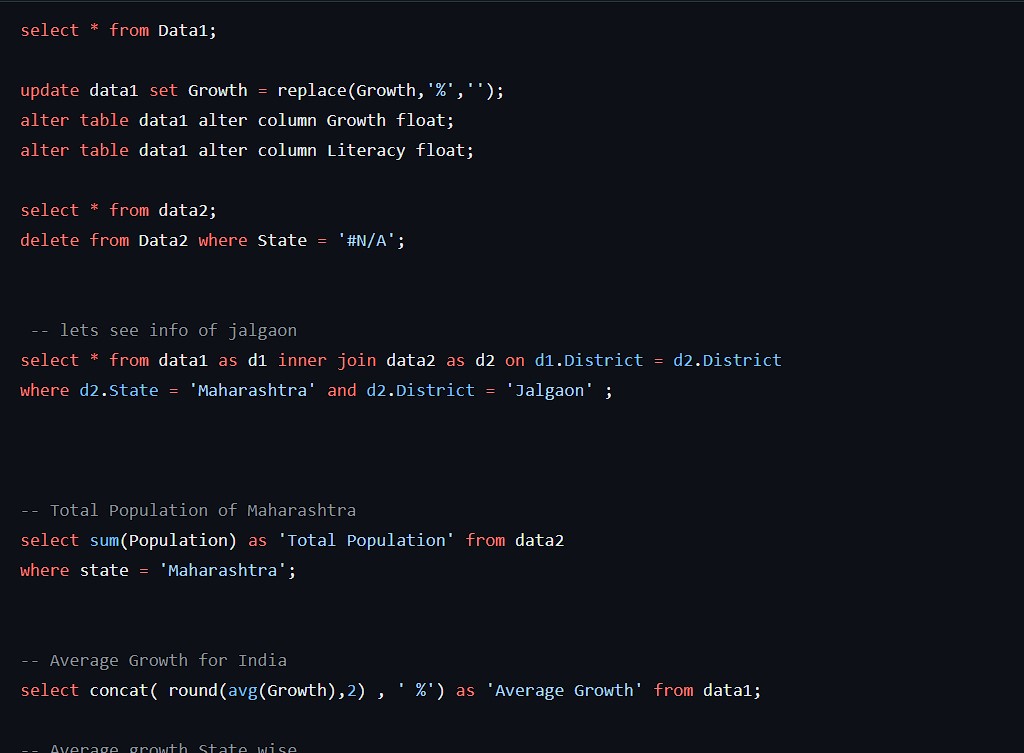 select * from Data1;
update data1 set Growth = replace(Growth,'%','');
alter table data1 alter column Growth float;
alter table data1 alter column Literacy float;
select * from data2;
delete from Data2 where State = '#N/A';
-- lets see info of jalgaon
select * from data1 as d1 inner join data2 as d2 on d1.District = d2.District
where d2.State = 'Maharashtra' and d2.District = 'Jalgaon' ;
-- Total Population of Maharashtra
select sum(Population) as 'Total Population' from data2
where state = 'Maharashtra';
-- Average Growth for India
select concat( round(avg(Growth),2) , ' %') as 'Average Growth' from data1;
-- Average growth State wise